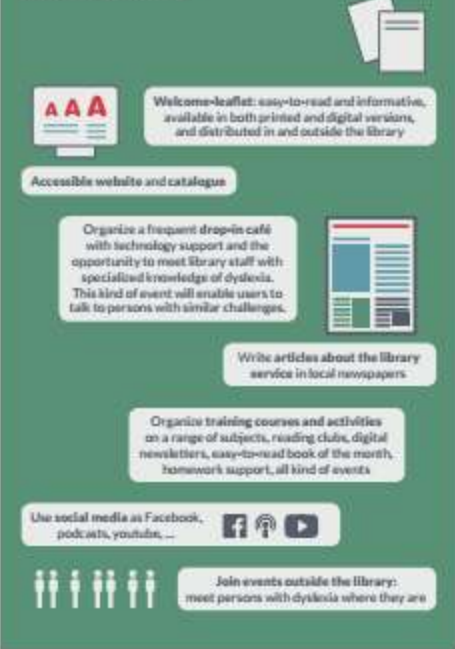 A A A
Welcome-leaflet: easy-to-read and informative,
available in both printed and digital versions,
and distributed in and outside the library
Accessible website and catalogue
Organize a frequent drop-in café
with technology support and the
opportunity to meet library staff with
specialized knowledge of dyslexia.
This kind of event will enable users to
talk to persons with similar challenges.
Write articles about the library
service in local newspapers
Organize training courses and activities
on a range of subjects, reading clubs, digital
newsletters, easy-to-read book of the month,
homework support, all kind of events
Use social media as Facebook,
podcasts, youtube, ...
Join events outside the library:
meet persons with dyslexia where they are